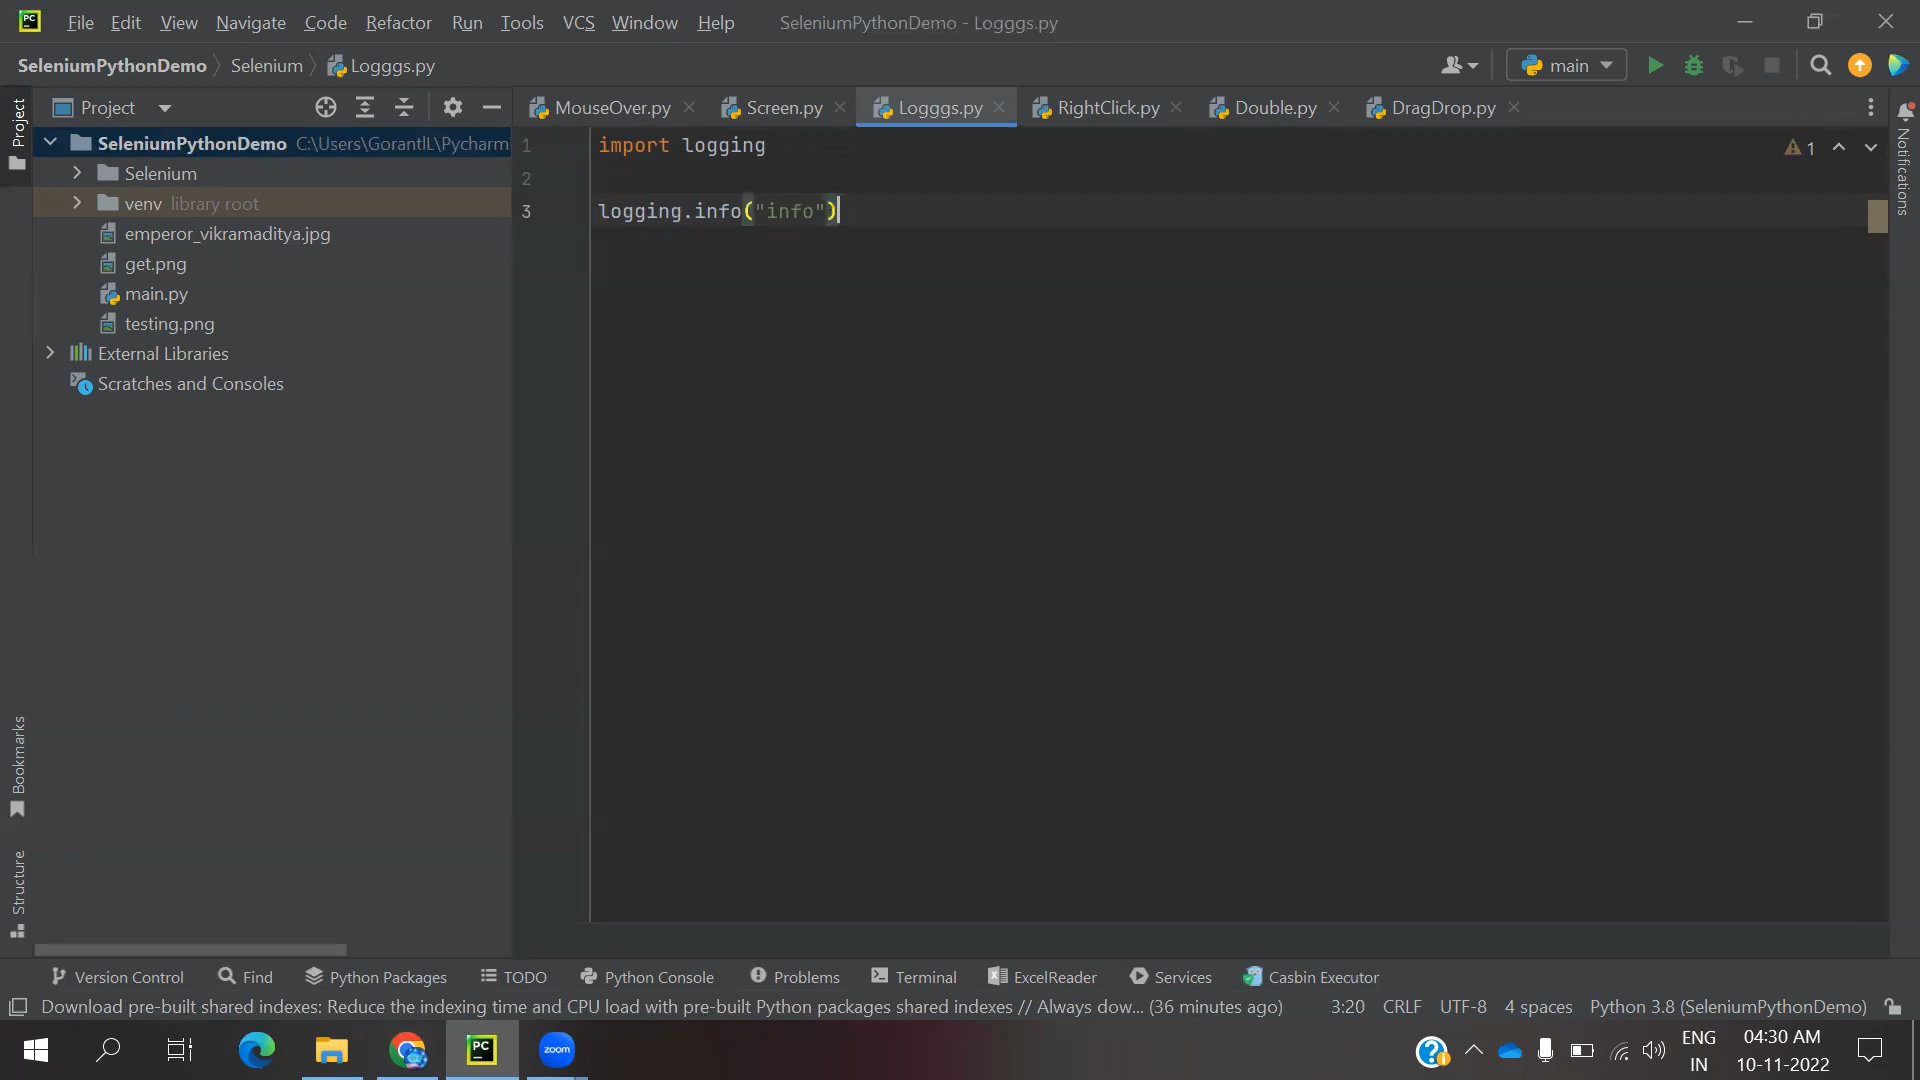 File Edit View Navigate Code Refactor Run Tools VCS Window Help SeleniumPythonDemo - Logggs.py
SeleniumPythonDemo Selenium Logggs.py main
Project
MouseOver.py Screen.py Logggs.py RightClick.py Double.py DragDrop.py
Project
Notifications
SeleniumPythonDemo C:\Users\GorantlL\Pycharm
Selenium
venv library root
emperor_vikramaditya.jpg
get.png
main.py
testing.png
External Libraries
Scratches and Consoles
1 import logging
2
3 logging.info("info")
1
Bookmarks
Structure
Version Control Find Python Packages TODO Python Console Problems Terminal ExcelReader Services Casbin Executor
Download pre-built shared indexes: Reduce the indexing time and CPU load with pre-built Python packages shared indexes // Always dow... (36 minutes ago) 3:20 CRLF UTF-8 4 spaces Python 3.8 (SeleniumPythonDemo)
PC
zoom
ENG
IN
04:30 AM
10-11-2022